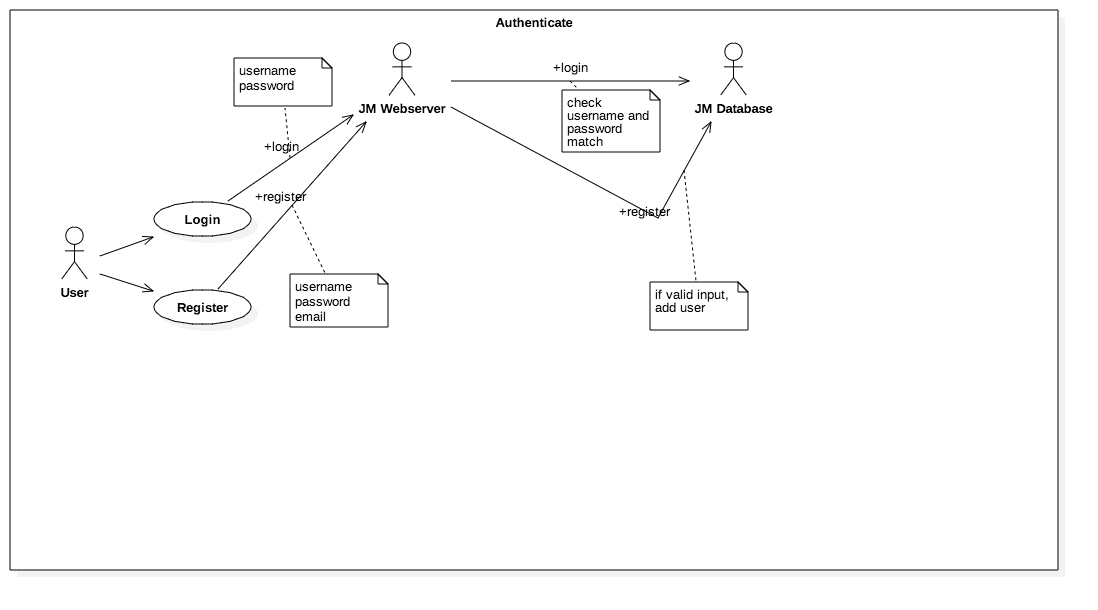 Authenticate
username
password
+login
JM Webserver
JM Database
check
username and
password
match
+login
+register
+register
Login
User
Register
username
password
email
if valid input,
add user